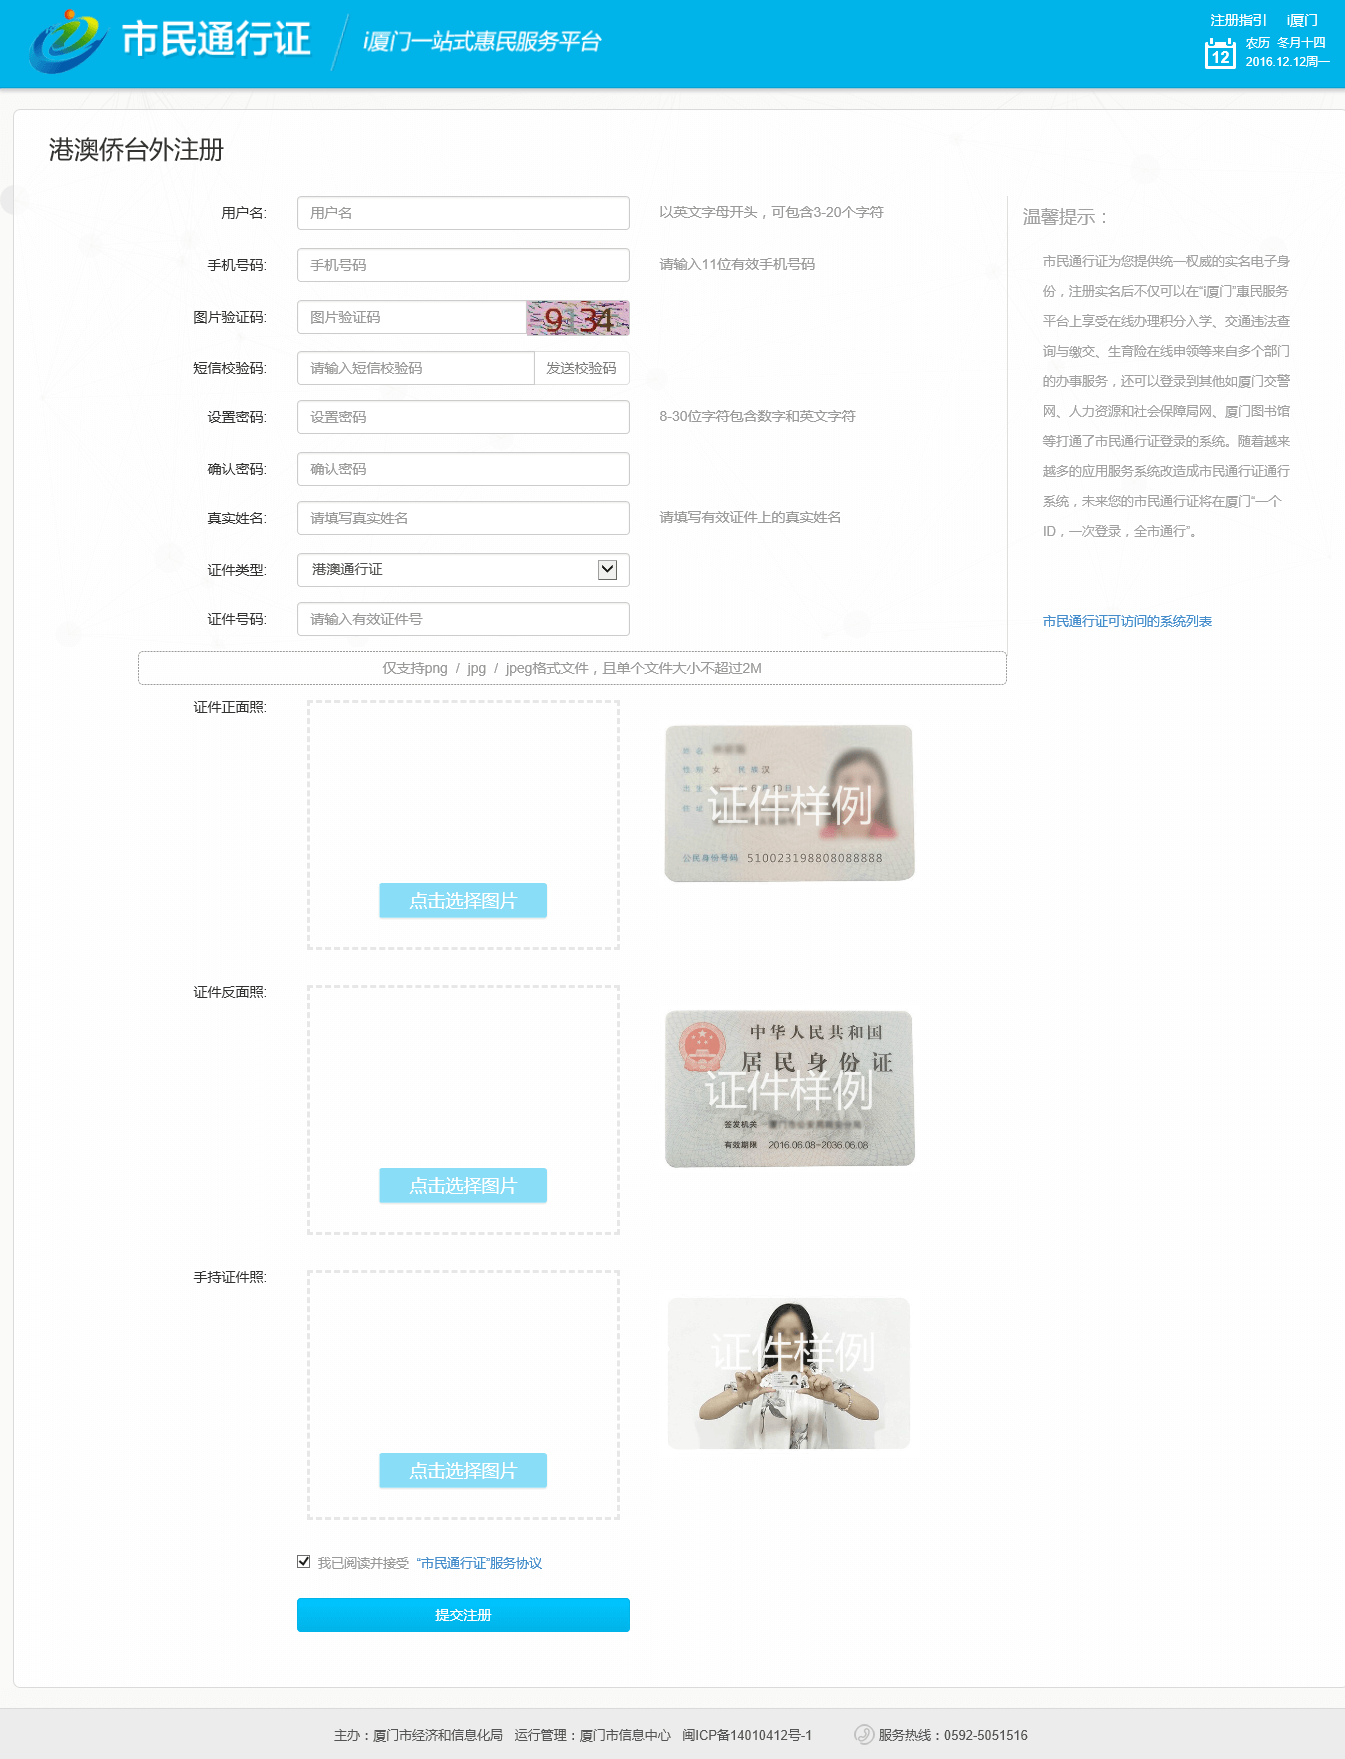 市民通行证
i厦门一站式惠民服务平台
注册指引 i厦门
12
农历 冬月十四
2016.12.12周一
港澳侨台外注册
用户名: 用户名 以英文字母开头，可包含3-20个字符
手机号码: 手机号码 请输入11位有效手机号码
图片验证码: 图片验证码 9134
短信校验码: 请输入短信校验码 发送校验码
设置密码: 设置密码 8-30位字符包含数字和英文字符
确认密码: 确认密码
真实姓名: 请填写真实姓名 请填写有效证件上的真实姓名
证件类型: 港澳通行证
证件号码: 请输入有效证件号
温馨提示：
市民通行证为您提供统一权威的实名电子身
份，注册实名后不仅可以在“i厦门”惠民服务
平台上享受在线办理积分入学、交通违法查
询与缴交、生育险在线申领等来自多个部门
的办事服务，还可以登录到其他如厦门交警
网、人力资源和社会保障局网、厦门图书馆
等打通了市民通行证登录的系统。随着越来
越多的应用服务系统改造成市民通行证通行
系统，未来您的市民通行证将在厦门“一个
ID，一次登录，全市通行”。
市民通行证可访问的系统列表
仅支持png / jpg / jpeg格式文件，且单个文件大小不超过2M
证件正面照:
点击选择图片
姓名
性别 女 民族 汉
出生 6月10日
住址
证件样例
公民身份号码 510023198808088888
证件反面照:
点击选择图片
中华人民共和国
居民身份证
证件样例
签发机关
有效期限 2016.06.08-2036.06.08
手持证件照:
点击选择图片
证件样例
我已阅读并接受 “市民通行证”服务协议
提交注册
主办：厦门市经济和信息化局 运行管理：厦门市信息中心 闽ICP备14010412号-1 服务热线：0592-5051516